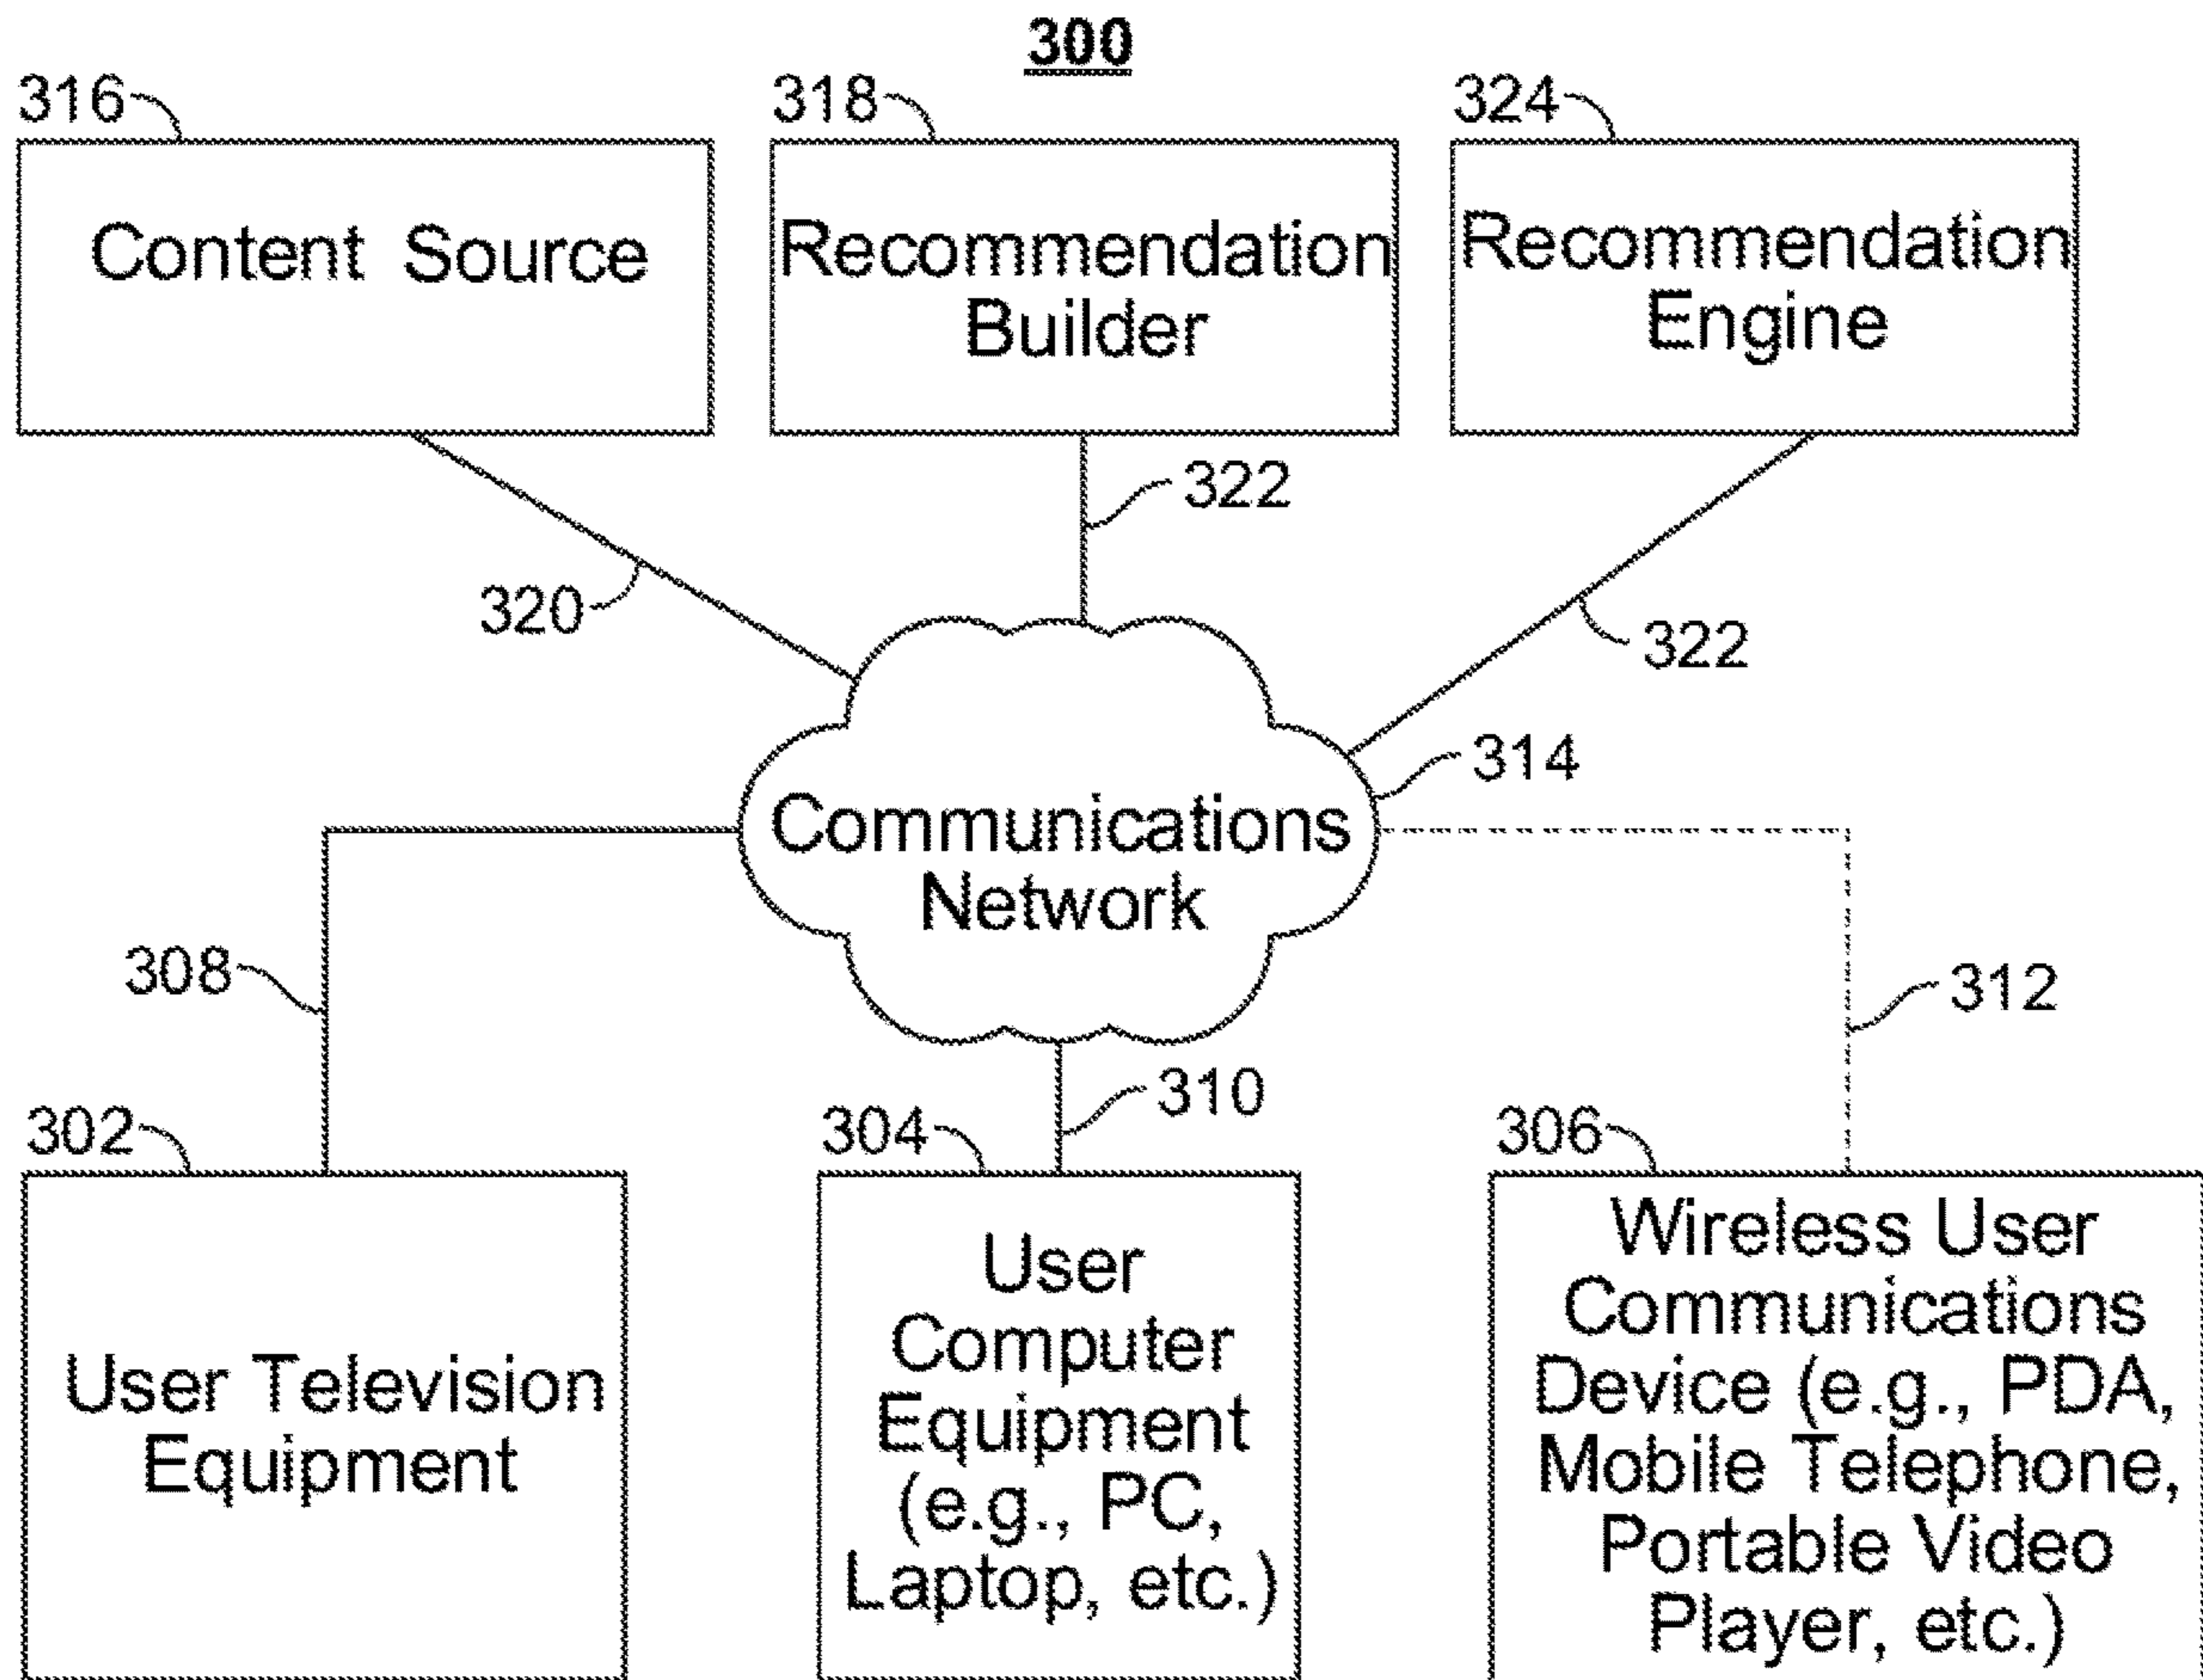 300
316
318
324
Content Source
Recommendation
Builder
Recommendation
Engine
322
320
322
314
Communications
Network
308
312
310
302
304
306
User Television
Equipment
User
Computer
Equipment
(e.g., PC,
Laptop, etc.)
Wireless User
Communications
Device (e.g., PDA,
Mobile Telephone,
Portable Video
Player, etc.)